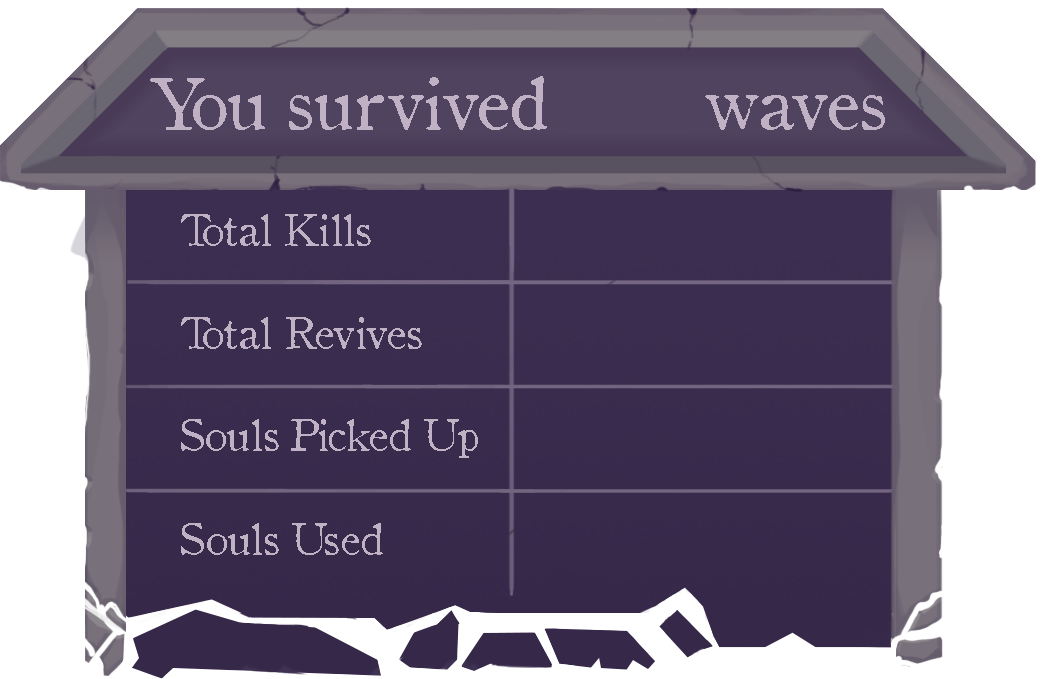 You survived waves
Total Kills
Total Revives
Souls Picked Up
Souls Used